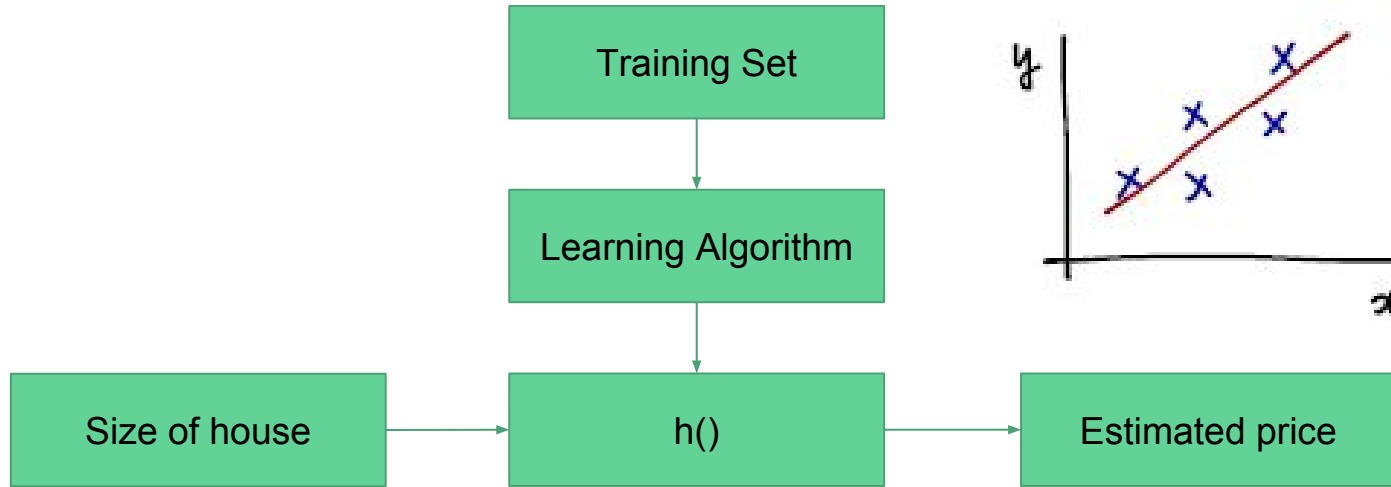 Training Set
y
Learning Algorithm
x
Size of house
h()
Estimated price